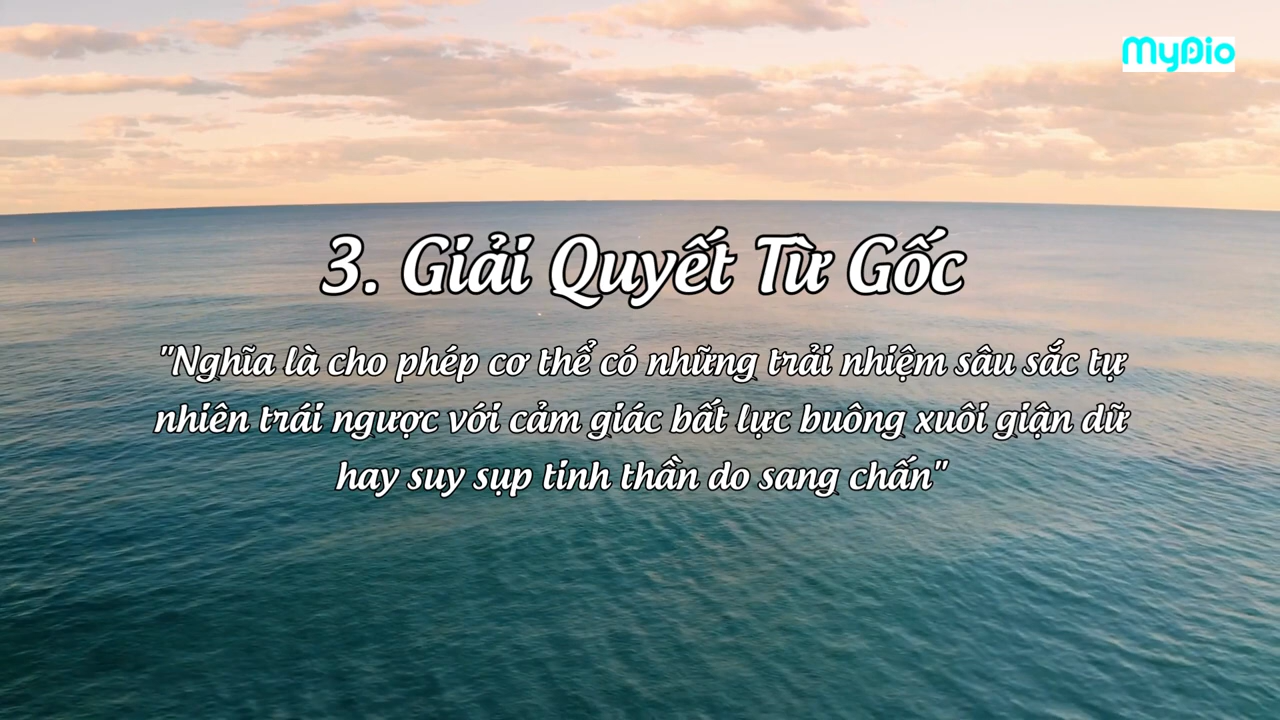 MyDio
3. Giải Quyết Từ Gốc
"Nghĩa là cho phép cơ thể có những trải nhiệm sâu sắc tự
nhiên trái ngược với cảm giác bất lực buông xuôi giận dữ
hay suy sụp tinh thần do sang chấn"